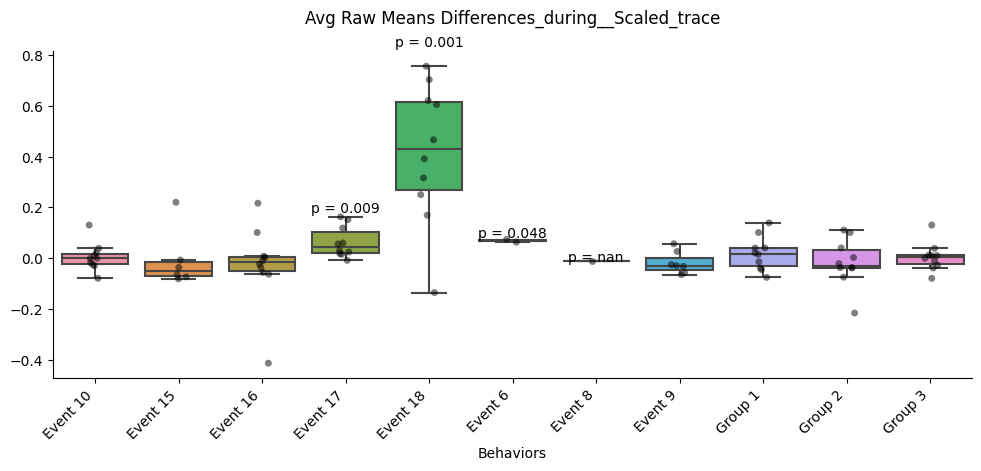 Avg Raw Means Differences_during__Scaled_trace
p = 0.001
0.8
0.6
0.4
0.2
0.0
−0.2
−0.4
p = 0.009
p = 0.048
p = nan
Event 10
Event 15
Event 16
Event 17
Event 18
Event 6
Event 8
Event 9
Group 1
Group 2
Group 3
Behaviors